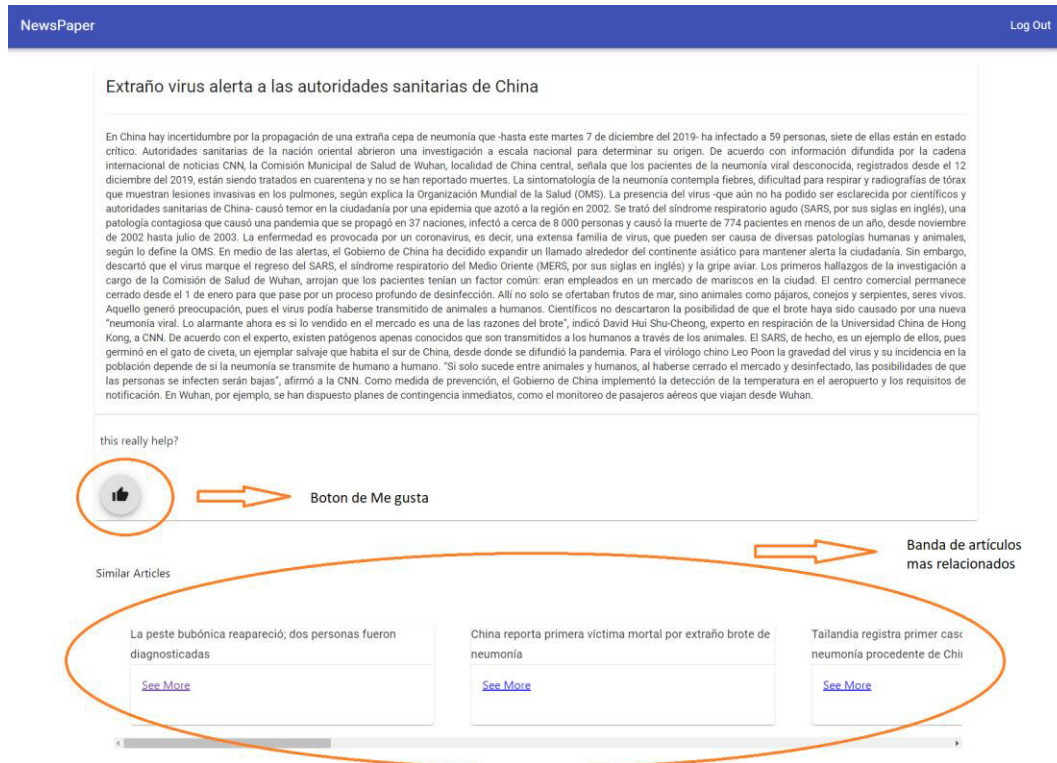 NewsPaper
Log Out
Extraño virus alerta a las autoridades sanitarias de China
En China hay incertidumbre por la propagación de una extraña cepa de neumonía que -hasta este martes 7 de diciembre del 2019- ha infectado a 59 personas, siete de ellas están en estado
crítico. Autoridades sanitarias de la nación oriental abrieron una investigación a escala nacional para determinar su origen. De acuerdo con información difundida por la cadena
internacional de noticias CNN, la Comisión Municipal de Salud de Wuhan, localidad de China central, señala que los pacientes de la neumonía viral desconocida, registrados desde el 12
diciembre del 2019, están siendo tratados en cuarentena y no se han reportado muertes. La sintomatología de la neumonía contempla fiebres, dificultad para respirar y radiografías de tórax
que muestran lesiones invasivas en los pulmones, según explica la Organización Mundial de la Salud (OMS). La presencia del virus -que aún no ha podido ser esclarecida por científicos y
autoridades sanitarias de China- causó temor en la ciudadanía por una epidemia que azotó a la región en 2002. Se trató del síndrome respiratorio agudo (SARS, por sus siglas en inglés), una
patología contagiosa que causó una pandemia que se propagó en 37 naciones, infectó a cerca de 8 000 personas y causó la muerte de 774 pacientes en menos de un año, desde noviembre
de 2002 hasta julio de 2003. La enfermedad es provocada por un coronavirus, es decir, una extensa familia de virus, que pueden ser causa de diversas patologías humanas y animales,
según lo define la OMS. En medio de las alertas, el Gobierno de China ha decidido expandir un llamado alrededor del continente asiático para mantener alerta la ciudadanía. Sin embargo,
descartó que el virus marque el regreso del SARS, el síndrome respiratorio del Medio Oriente (MERS, por sus siglas en inglés) y la gripe aviar. Los primeros hallazgos de la investigación a
cargo de la Comisión de Salud de Wuhan, arrojan que los pacientes tenían un factor común: eran empleados en un mercado de mariscos en la ciudad. El centro comercial permanece
cerrado desde el 1 de enero para que pase por un proceso profundo de desinfección. Allí no solo se ofertaban frutos de mar, sino animales como pájaros, conejos y serpientes, seres vivos.
Aquello generó preocupación, pues el virus podía haberse transmitido de animales a humanos. Científicos no descartaron la posibilidad de que el brote haya sido causado por una nueva
"neumonía viral. Lo alarmante ahora es si lo vendido en el mercado es una de las razones del brote", indicó David Hui Shu-Cheong, experto en respiración de la Universidad China de Hong
Kong, a CNN. De acuerdo con el experto, existen patógenos apenas conocidos que son transmitidos a los humanos a través de los animales. El SARS, de hecho, es un ejemplo de ellos, pues
germinó en el gato de civeta, un ejemplar salvaje que habita el sur de China, desde donde se difundió la pandemia. Para el virólogo chino Leo Poon la gravedad del virus y su incidencia en la
población depende de si la neumonía se transmite de humano a humano. "Si solo sucede entre animales y humanos, al haberse cerrado el mercado y desinfectado, las posibilidades de que
las personas se infecten serán bajas", afirmó a la CNN. Como medida de prevención, el Gobierno de China implementó la detección de la temperatura en el aeropuerto y los requisitos de
notificación. En Wuhan, por ejemplo, se han dispuesto planes de contingencia inmediatos, como el monitoreo de pasajeros aéreos que viajan desde Wuhan.
this really help?
Boton de Me gusta
Banda de artículos
mas relacionados
Similar Articles
La peste bubónica reapareció; dos personas fueron
diagnosticadas
See More
China reporta primera víctima mortal por extraño brote de
neumonía
See More
Tailandia registra primer caso
neumonía procedente de Chi
See More